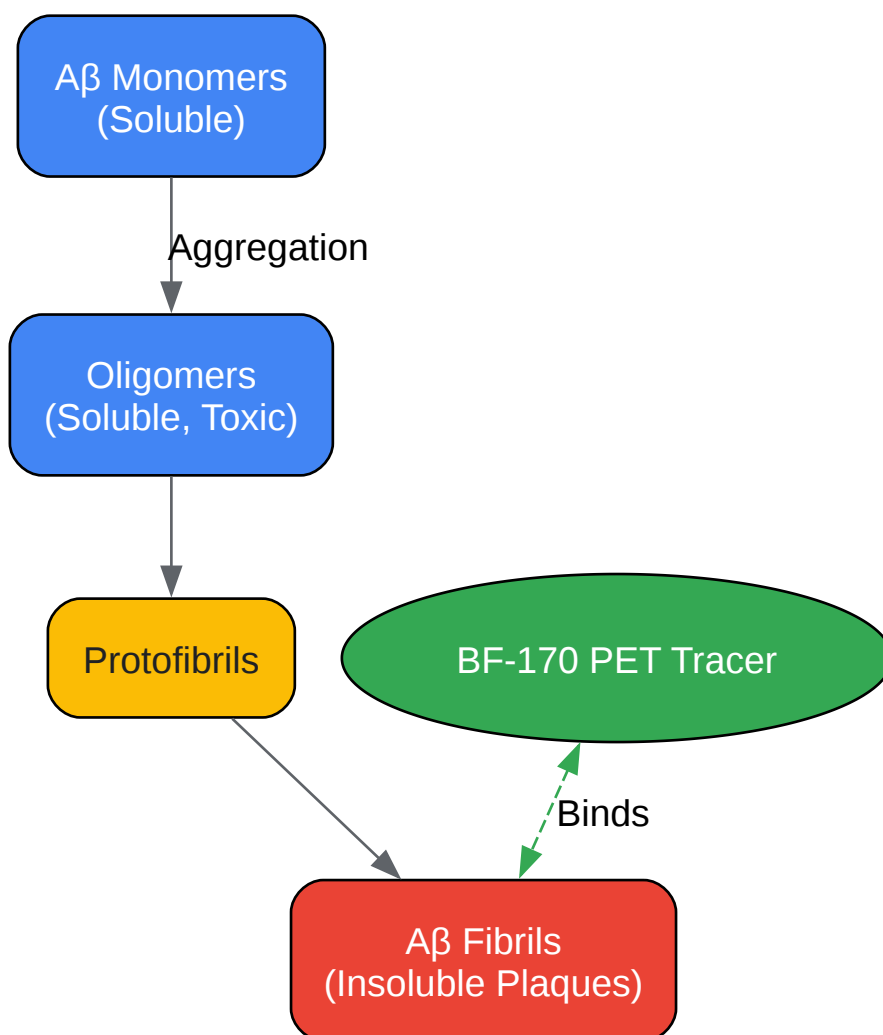 Aβ Monomers
(Soluble)
Aggregation
Oligomers
(Soluble, Toxic)
Protofibrils
BF-170 PET Tracer
Binds
Aβ Fibrils
(Insoluble Plaques)